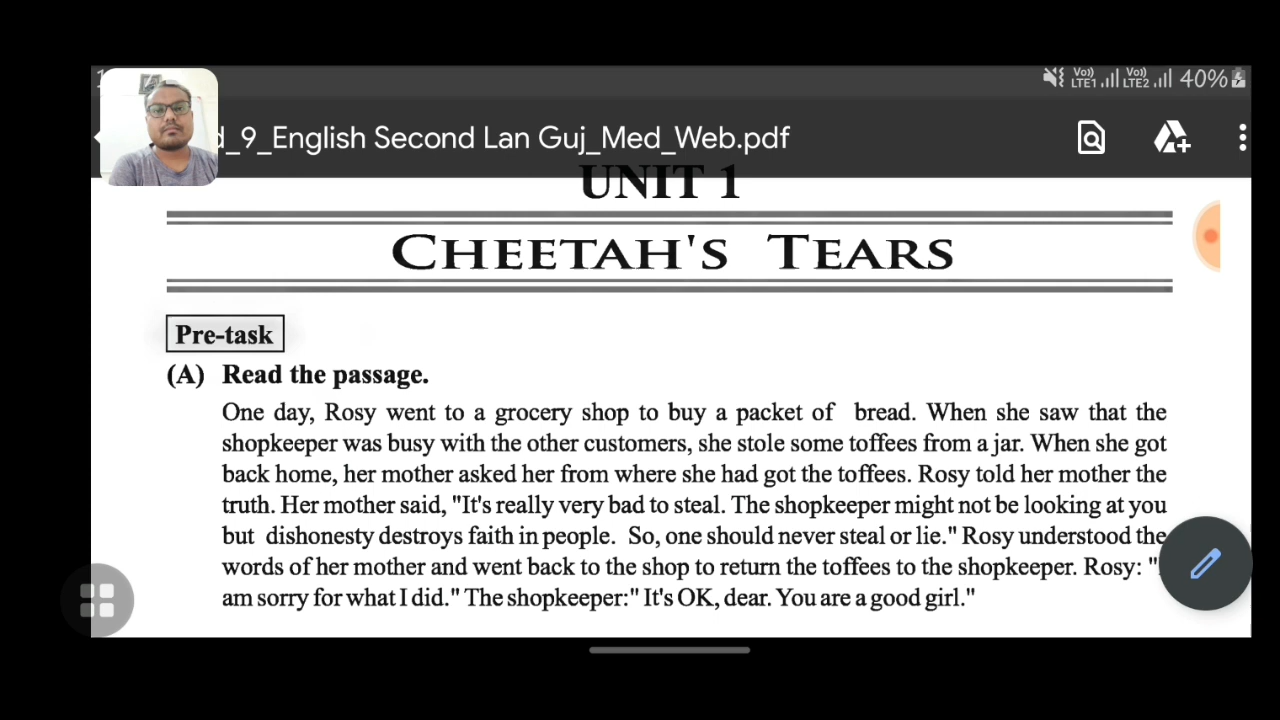 Vo)) LTE1 Vo)) LTE2 40%
d_9_English Second Lan Guj_Med_Web.pdf
UNIT 1
CHEETAH'S TEARS
Pre-task
(A) Read the passage.
One day, Rosy went to a grocery shop to buy a packet of bread. When she saw that the
shopkeeper was busy with the other customers, she stole some toffees from a jar. When she got
back home, her mother asked her from where she had got the toffees. Rosy told her mother the
truth. Her mother said, "It's really very bad to steal. The shopkeeper might not be looking at you
but dishonesty destroys faith in people. So, one should never steal or lie." Rosy understood the
words of her mother and went back to the shop to return the toffees to the shopkeeper. Rosy: "
am sorry for what I did." The shopkeeper:" It's OK, dear. You are a good girl."